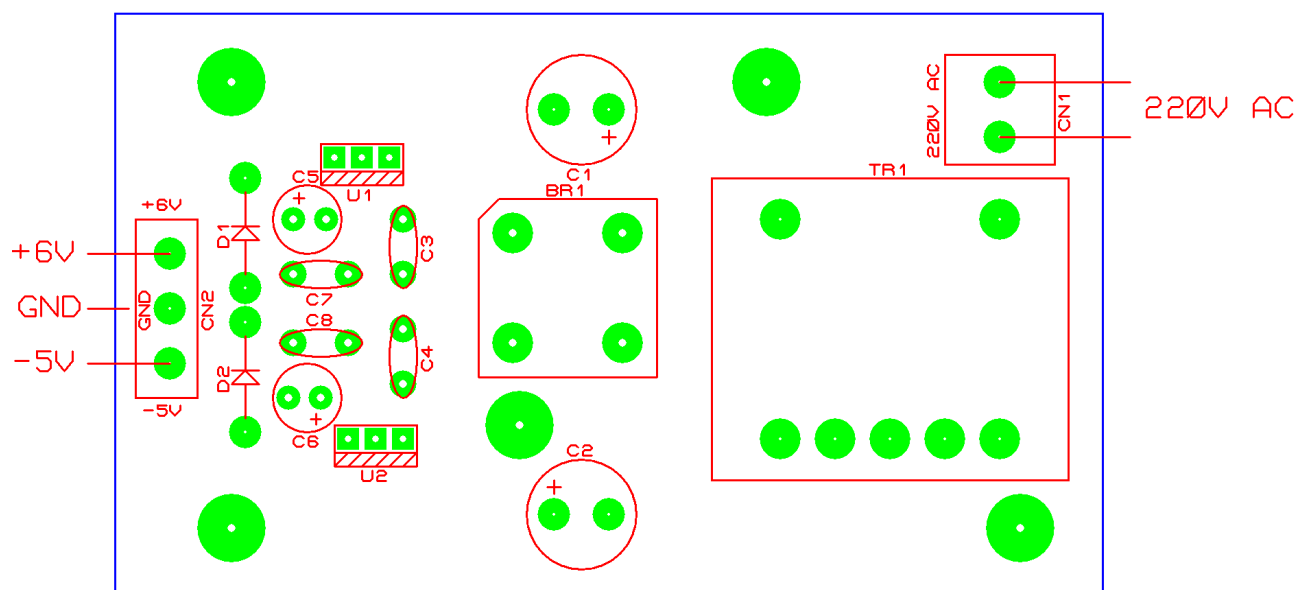 220V AC
CN1
220V AC
C1
TR1
C5
+
U1
BR1
+
+6V
+6V
D1
C3
C7
GND
GND
CN2
C8
C4
-5V
D2
-5V
+
C6
U2
C2
+